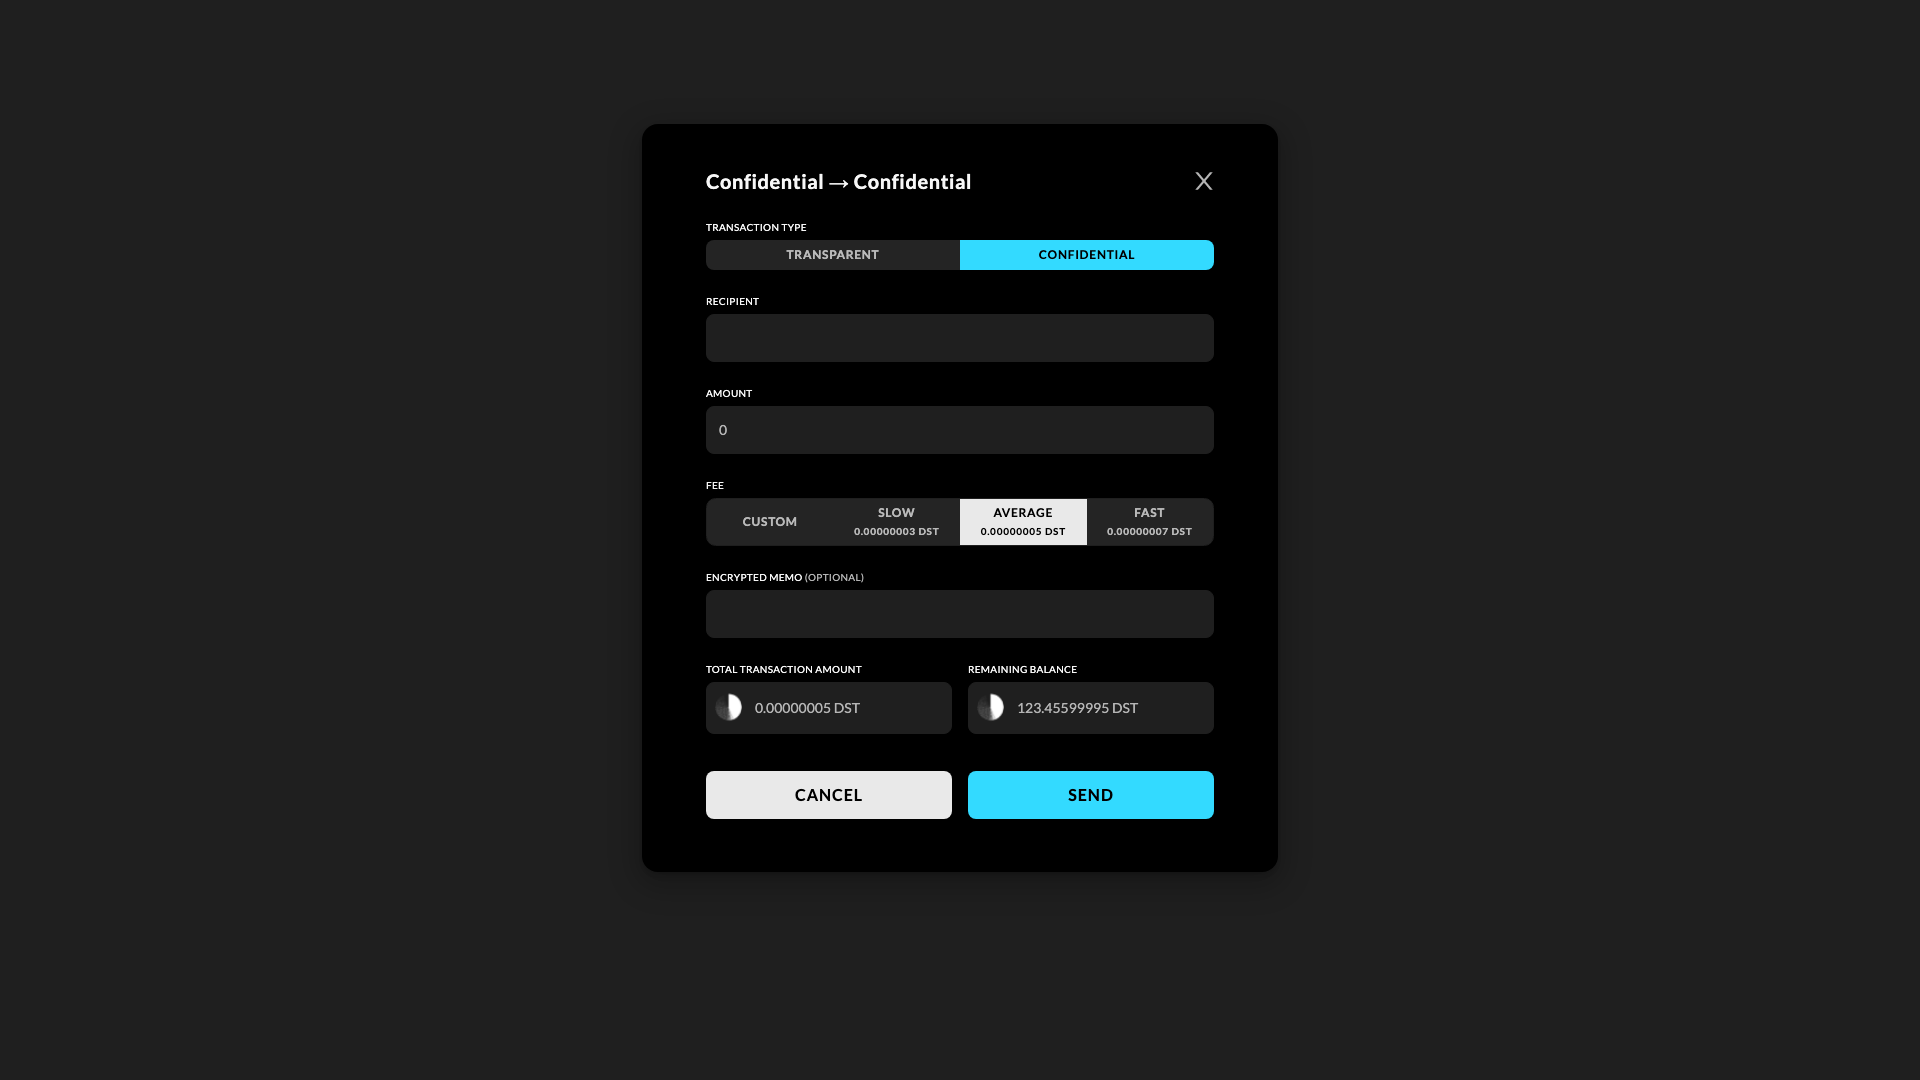 Confidential → Confidential
X
TRANSACTION TYPE
TRANSPARENT CONFIDENTIAL
RECIPIENT
AMOUNT
0
FEE
CUSTOM
SLOW
0.00000003 DST
AVERAGE
0.00000005 DST
FAST
0.00000007 DST
ENCRYPTED MEMO (OPTIONAL)
TOTAL TRANSACTION AMOUNT
0.00000005 DST
REMAINING BALANCE
123.45599995 DST
CANCEL SEND